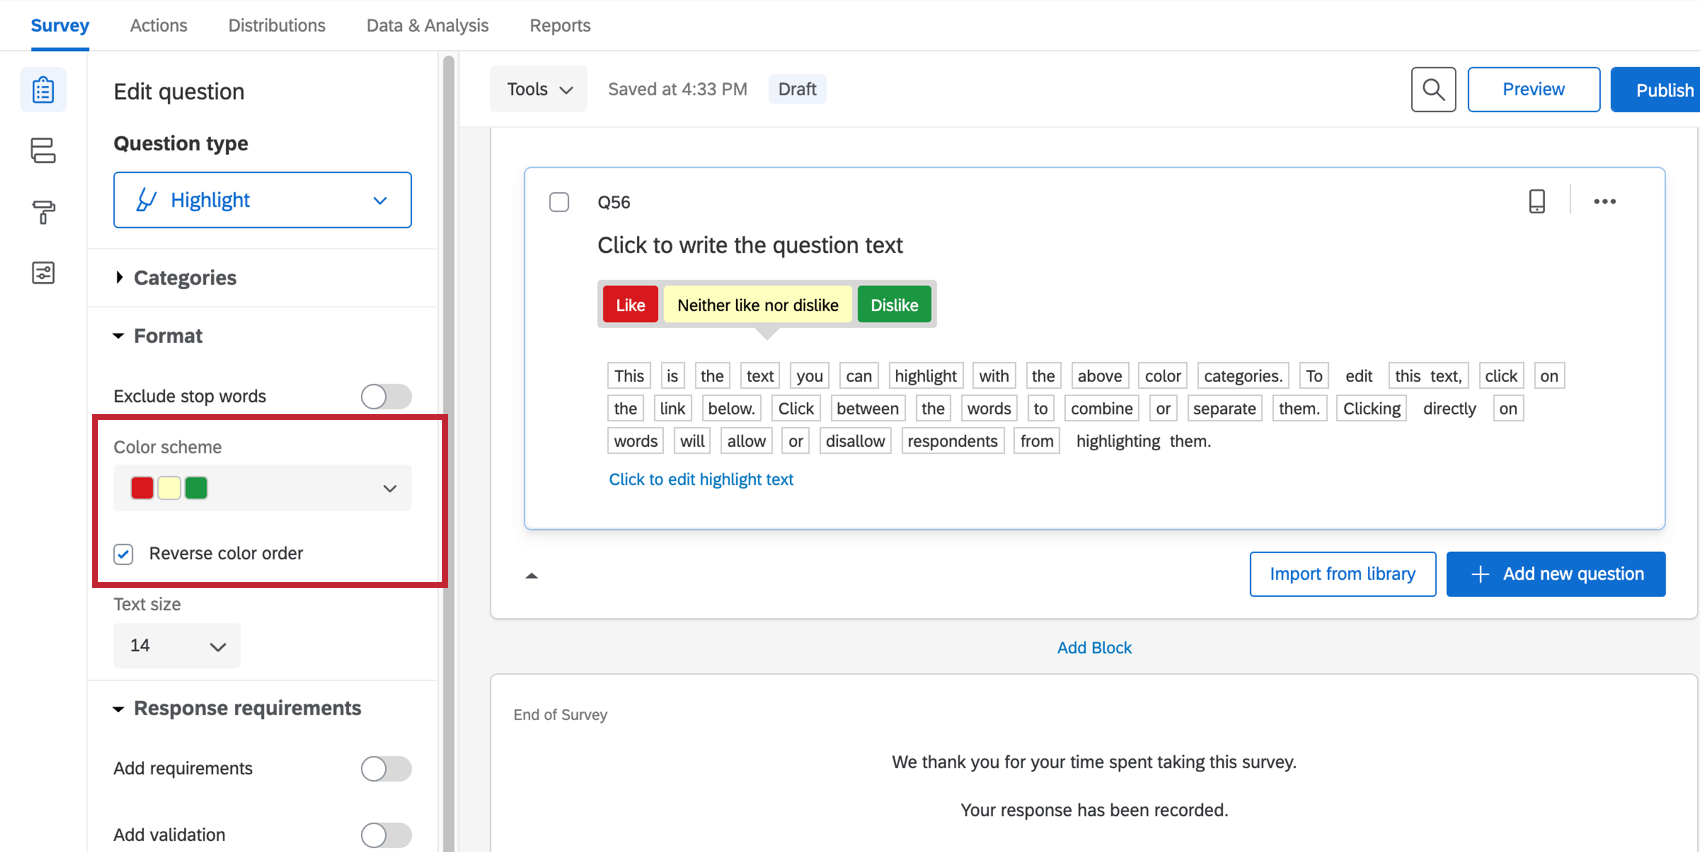 Survey Actions Distributions Data & Analysis Reports
Edit question
Question type
Highlight
Categories
Format
Exclude stop words
Color scheme
Reverse color order
Text size
14
Response requirements
Add requirements
Add validation
Tools Saved at 4:33 PM Draft Preview Publish
Q56
Click to write the question text
Like Neither like nor dislike Dislike
This is the text you can highlight with the above color categories. To edit this text, click on
the link below. Click between the words to combine or separate them. Clicking directly on
words will allow or disallow respondents from highlighting them.
Click to edit highlight text
Import from library Add new question
Add Block
End of Survey
We thank you for your time spent taking this survey.
Your response has been recorded.